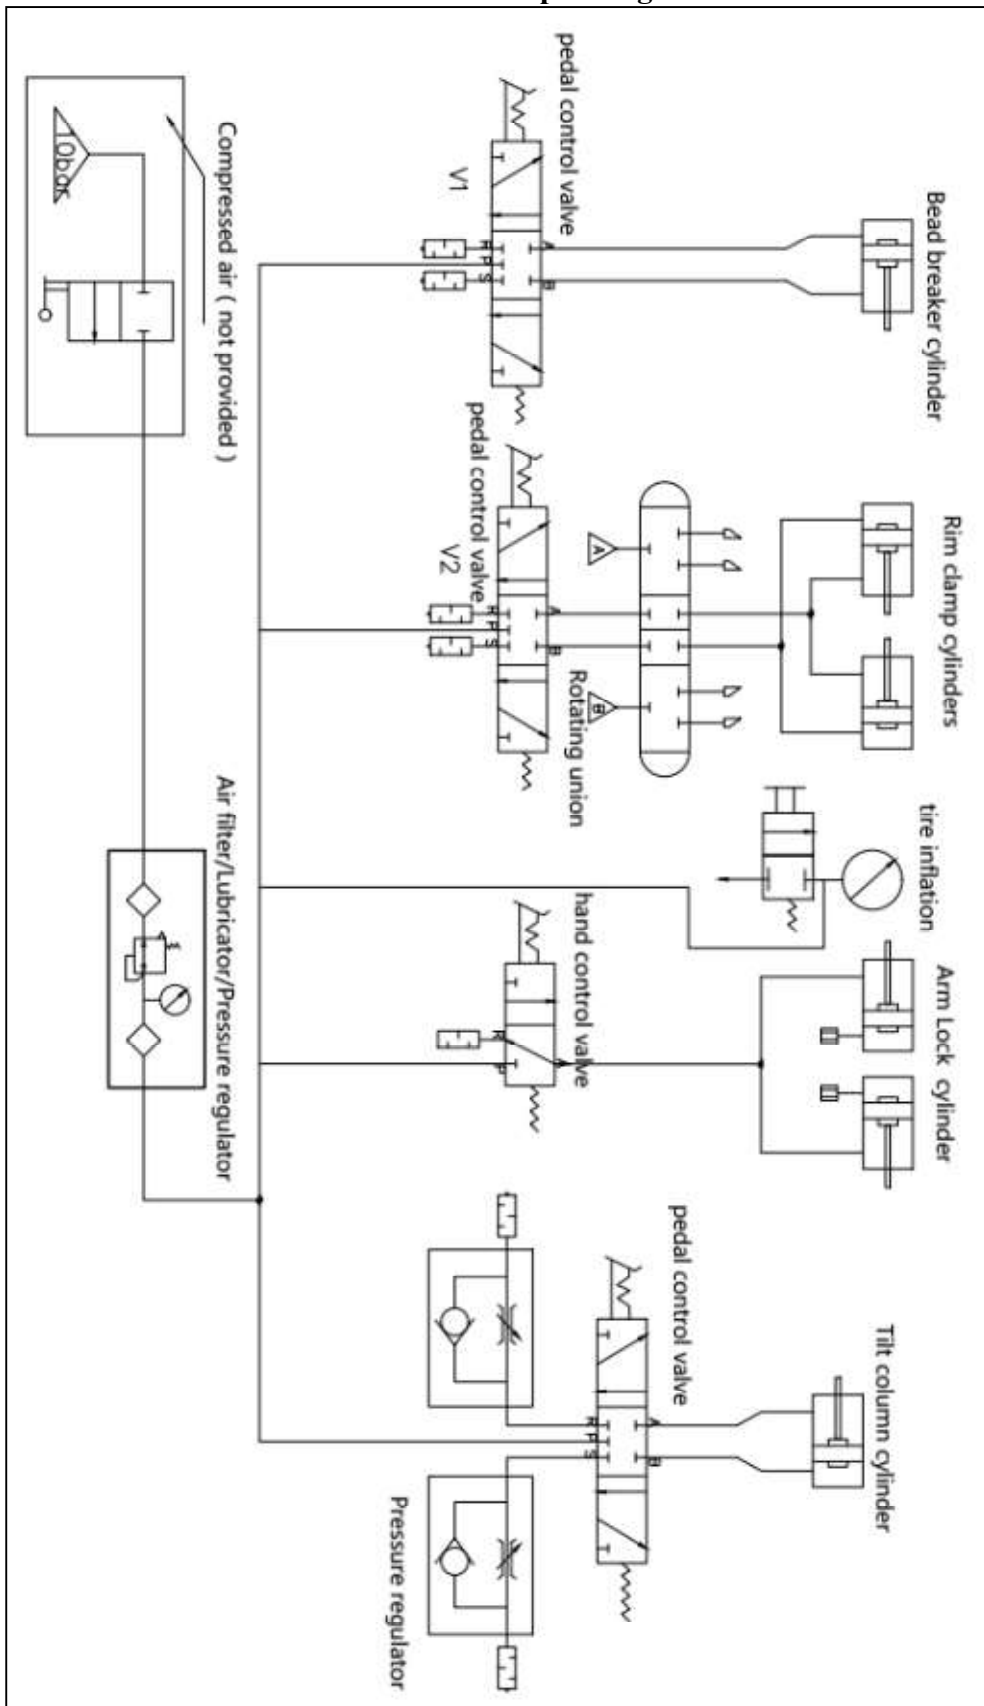 Bead breaker cylinder
Rim clamp cylinders
tire inflation
Arm Lock cylinder
Tilt column cylinder
pedal control valve
A
B
R
P
S
V1
pedal control valve
A
B
R
P
S
V2
A
B
Rotating union
hand control valve
A
R
P
pedal control valve
A
B
R
P
S
Pressure regulator
Compressed air ( not provided )
10bar
Air filter/Lubricator/Pressure regulator